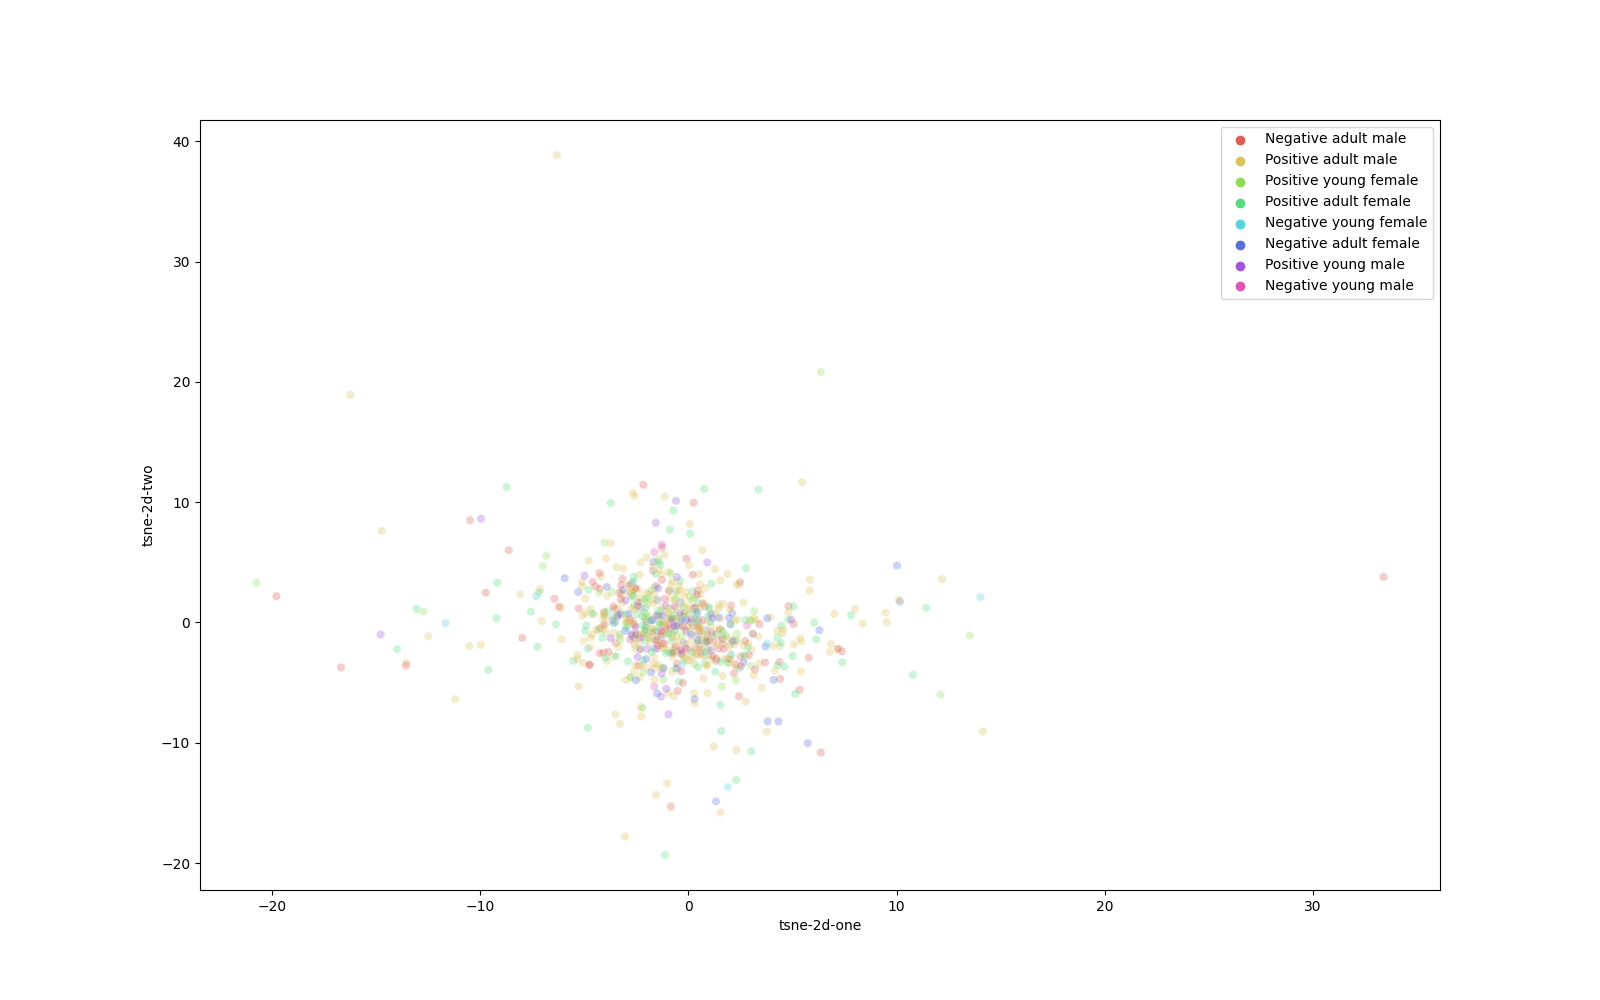 40
30
20
10
0
−10
−20
−20
−10
0
10
20
30
tsne-2d-one
tsne-2d-two
Negative adult male
Positive adult male
Positive young female
Positive adult female
Negative young female
Negative adult female
Positive young male
Negative young male